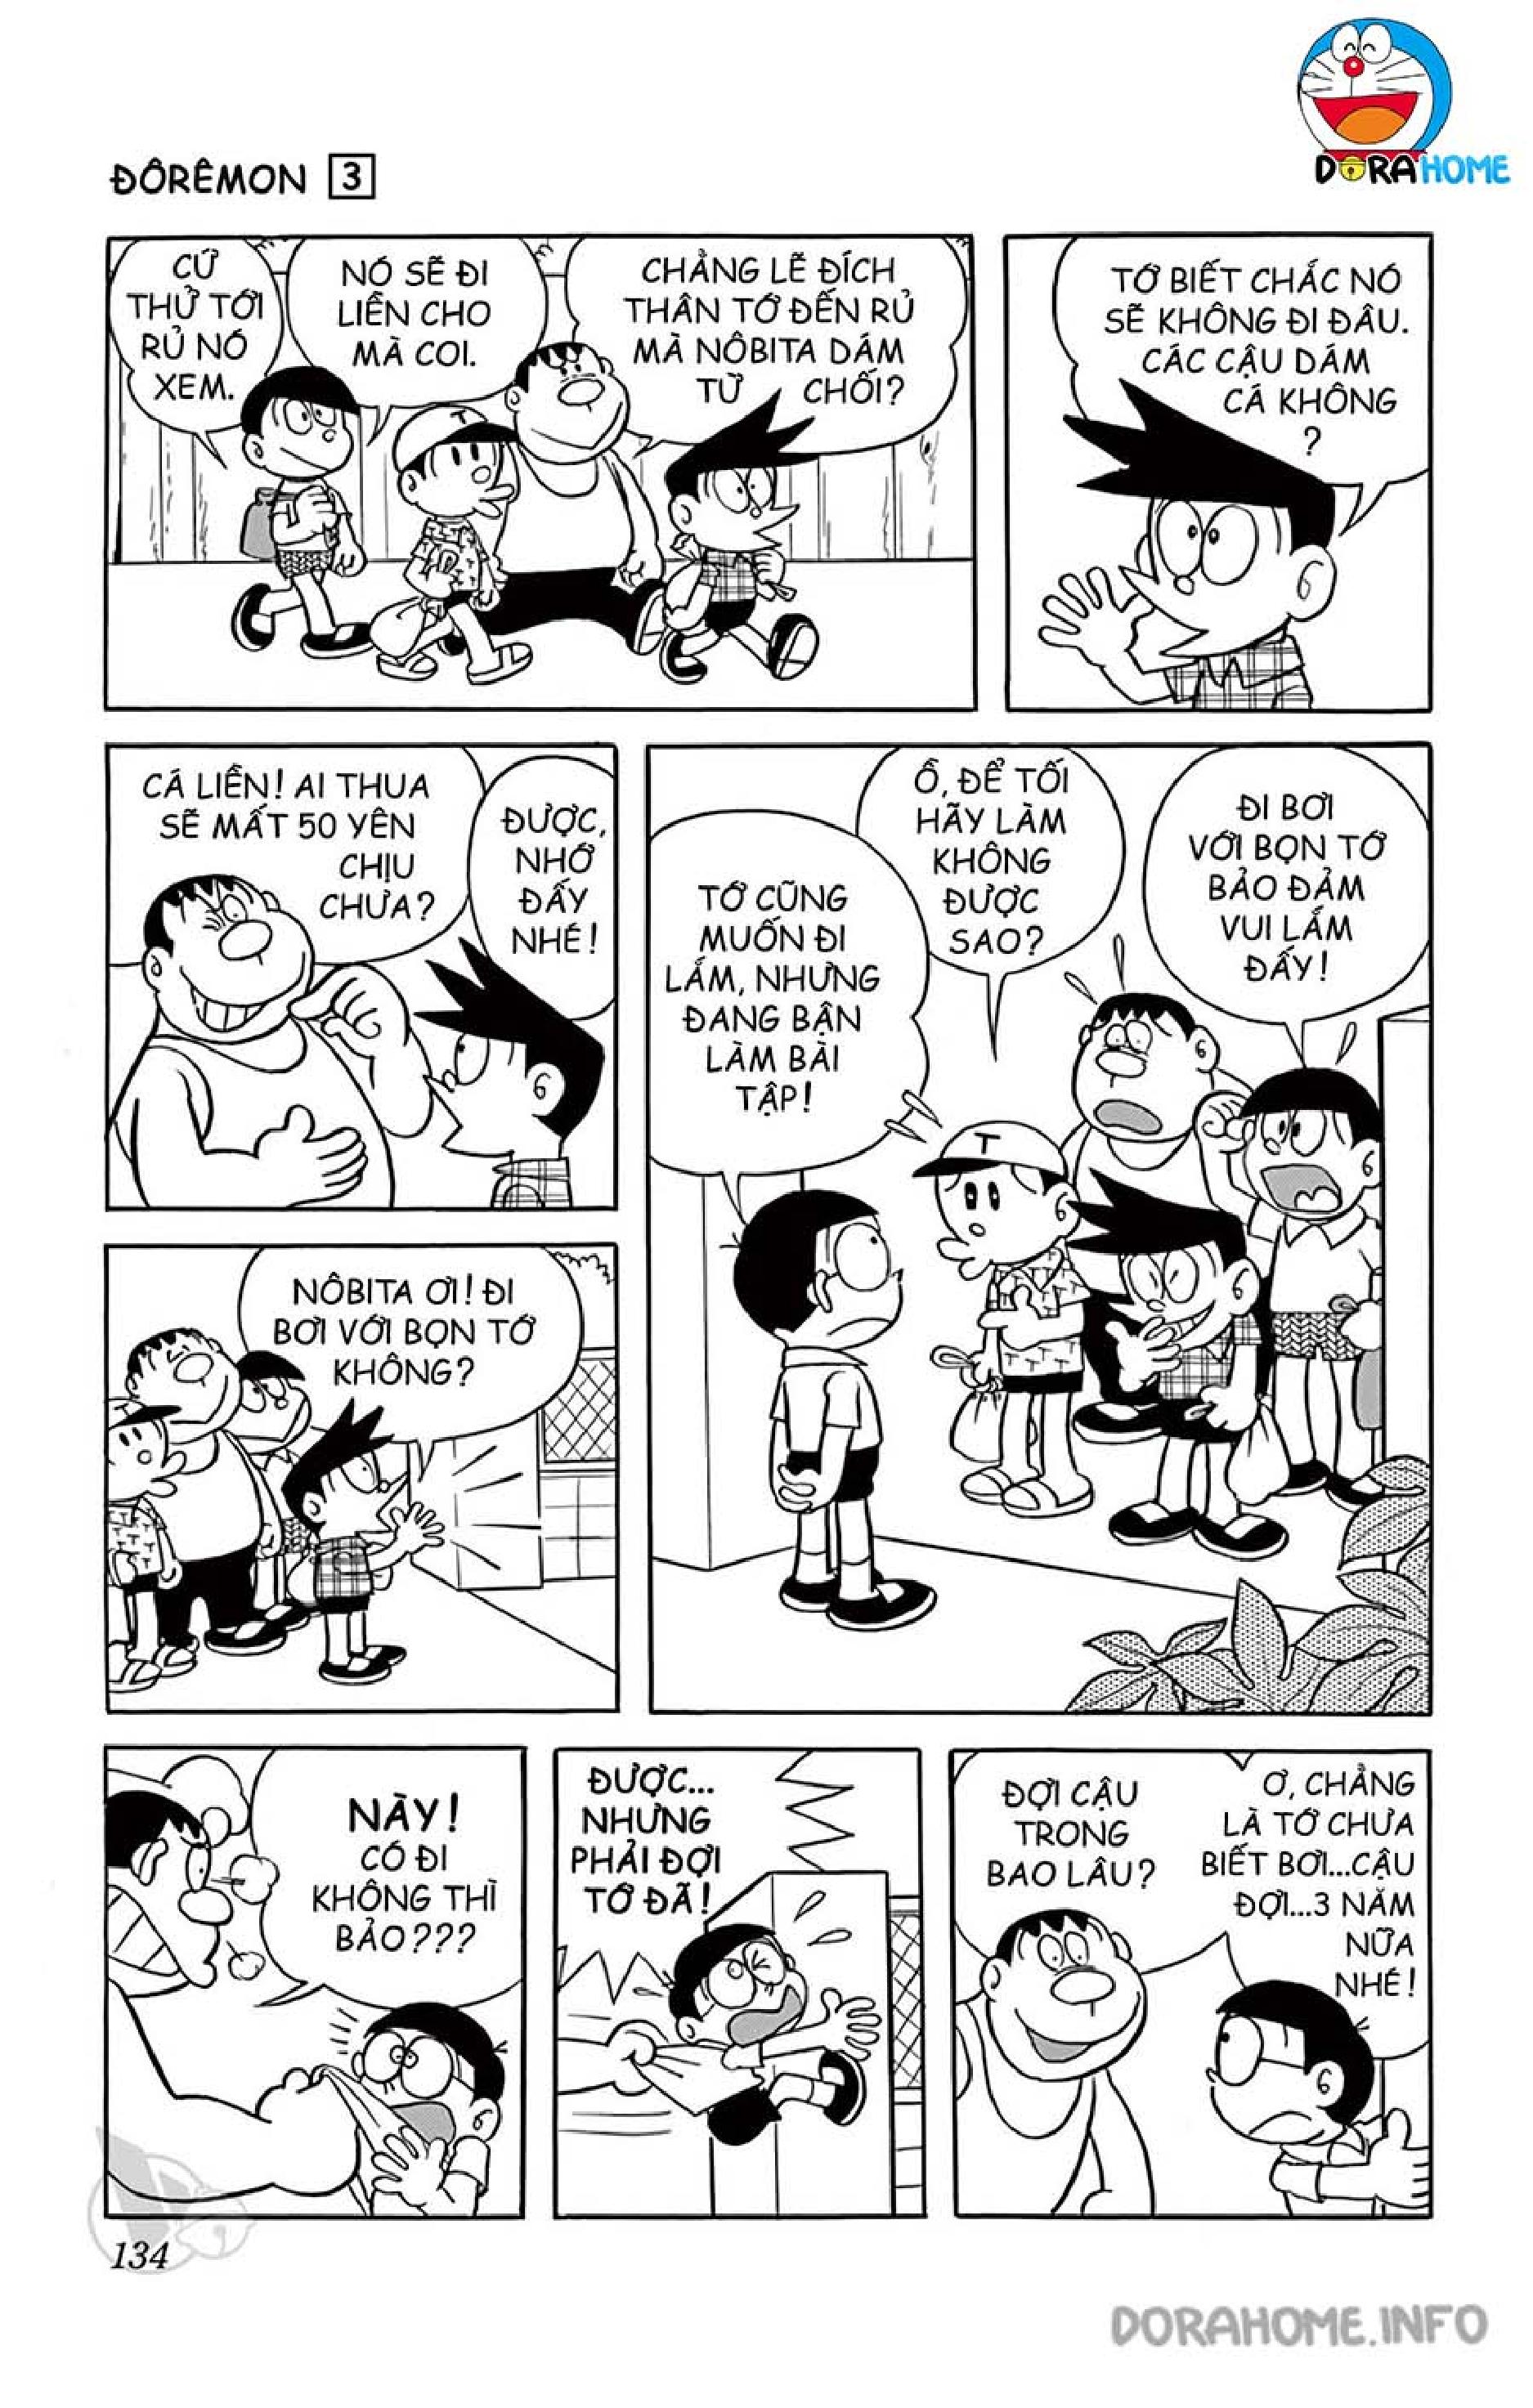 DORAHOME
ĐÔRÊMON 3
CỨ
THỬ TỚI
RỦ NÓ
XEM.
NÓ SẼ ĐI
LIỀN CHO
MÀ COI.
CHẲNG LẼ ĐÍCH
THÂN TỚ ĐẾN RỦ
MÀ NÔBITA DÁM
TỪ CHỐI?
TỚ BIẾT CHẮC NÓ
SẼ KHÔNG ĐI ĐÂU.
CÁC CẬU DÁM
CÁ KHÔNG
?
CÁ LIỀN! AI THUA
SẼ MẤT 50 YÊN
CHỊU
CHƯA?
ĐƯỢC,
NHỚ
ĐẤY
NHÉ!
NÔBITA ƠI! ĐI
BƠI VỚI BỌN TỚ
KHÔNG?
TỚ CŨNG
MUỐN ĐI
LẮM, NHƯNG
ĐANG BẬN
LÀM BÀI
TẬP!
Ồ, ĐỂ TỐI
HÃY LÀM
KHÔNG
ĐƯỢC
SAO?
ĐI BƠI
VỚI BỌN TỚ
BẢO ĐẢM
VUI LẮM
ĐẤY!
T
T
NÀY!
CÓ ĐI
KHÔNG THÌ
BẢO???
ĐƯỢC...
NHƯNG
PHẢI ĐỢI
TỚ ĐÃ!
ĐỢI CẬU
TRONG
BAO LÂU?
Ơ, CHẲNG
LÀ TỚ CHƯA
BIẾT BƠI...CẬU
ĐỢI...3 NĂM
NỮA
NHÉ!
134
DORAHOME.INFO